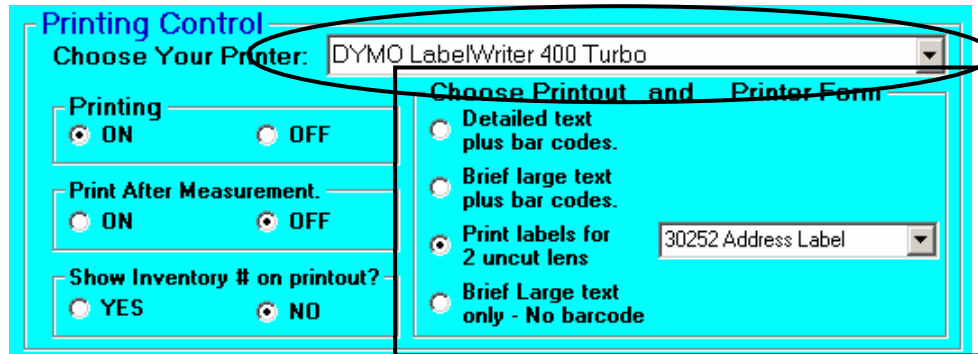 Printing Control
Choose Your Printer: DYMO LabelWriter 400 Turbo
Printing
ON OFF
Print After Measurement.
ON OFF
Show Inventory # on printout?
YES NO
Choose Printout and Printer Form
Detailed text
plus bar codes.
Brief large text
plus bar codes.
Print labels for
2 uncut lens
30252 Address Label
Brief Large text
only - No barcode